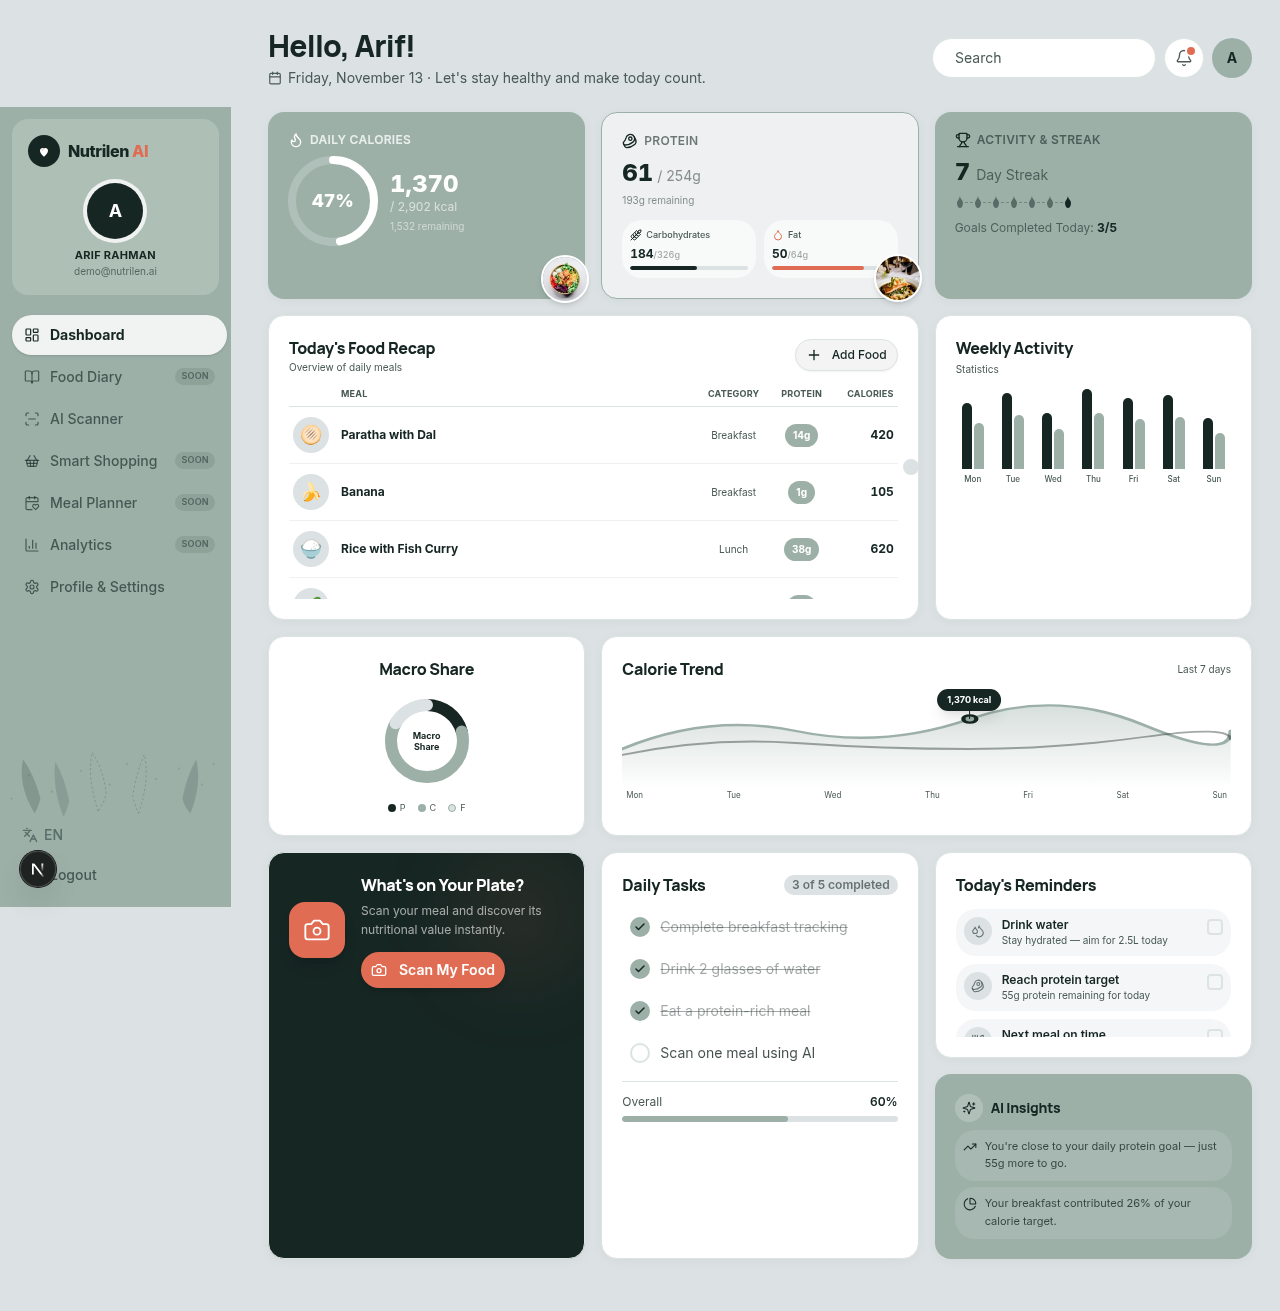 Hello, Arif!
Friday, November 13 · Let's stay healthy and make today count.
Search
A
Nutrilen AI
A
ARIF RAHMAN
demo@nutrilen.ai
Dashboard
Food Diary SOON
AI Scanner
Smart Shopping SOON
Meal Planner SOON
Analytics SOON
Profile & Settings
EN
N
Logout
DAILY CALORIES
47%
1,370
/ 2,902 kcal
1,532 remaining
PROTEIN
61 / 254g
193g remaining
Carbohydrates
184/326g
Fat
50/64g
ACTIVITY & STREAK
7 Day Streak
Goals Completed Today: 3/5
Today's Food Recap
Overview of daily meals
Add Food
MEAL CATEGORY PROTEIN CALORIES
Paratha with Dal Breakfast 14g 420
Banana Breakfast 1g 105
Rice with Fish Curry Lunch 38g 620
Weekly Activity
Statistics
Mon Tue Wed Thu Fri Sat Sun
Macro Share
Macro
Share
P C F
Calorie Trend
Last 7 days
1,370 kcal
Mon Tue Wed Thu Fri Sat Sun
What's on Your Plate?
Scan your meal and discover its
nutritional value instantly.
Scan My Food
Daily Tasks
3 of 5 completed
Complete breakfast tracking
Drink 2 glasses of water
Eat a protein-rich meal
Scan one meal using AI
Overall 60%
Today's Reminders
Drink water
Stay hydrated — aim for 2.5L today
Reach protein target
55g protein remaining for today
Next meal on time
AI Insights
You're close to your daily protein goal — just
55g more to go.
Your breakfast contributed 26% of your
calorie target.